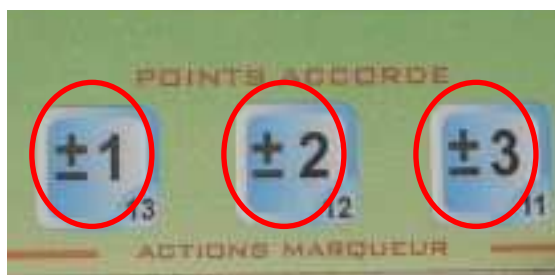 POINTS ACCORDE
±1 ±2 ±3
13 12 11
ACTIONS MARQUEUR